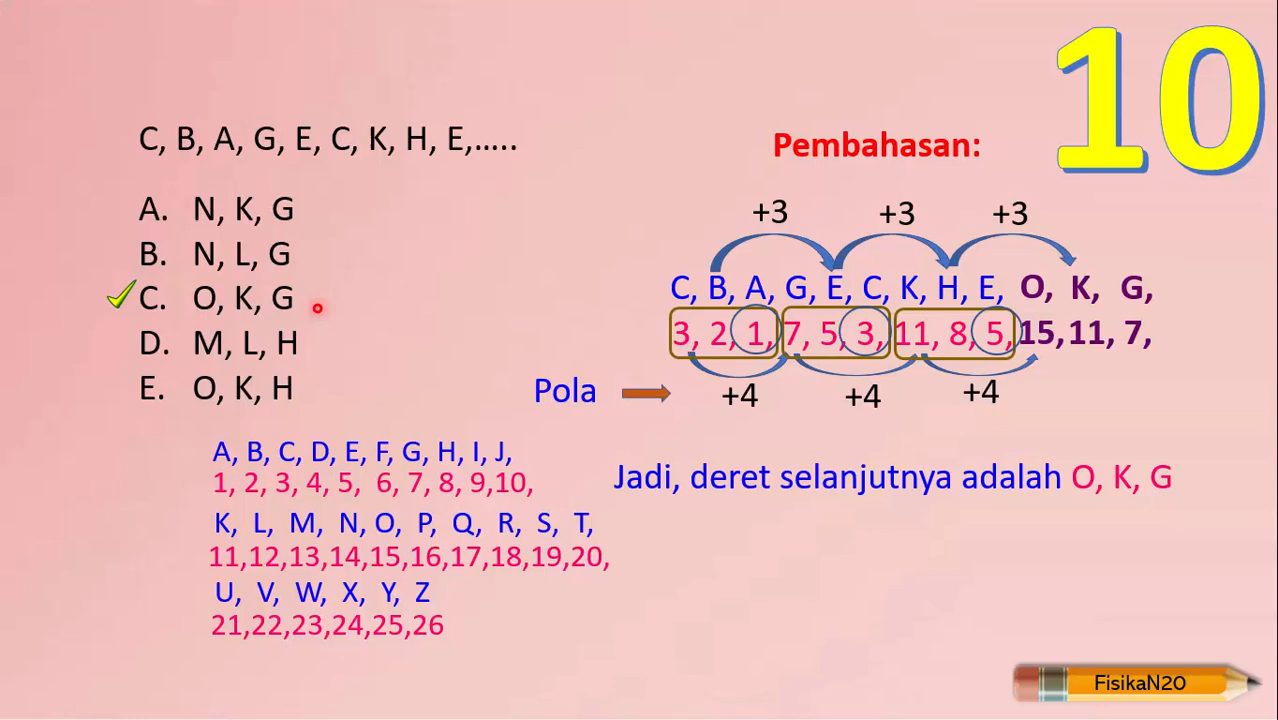 10
C, B, A, G, E, C, K, H, E,…..
A. N, K, G
B. N, L, G
C. O, K, G
D. M, L, H
E. O, K, H
A, B, C, D, E, F, G, H, I, J,
1, 2, 3, 4, 5, 6, 7, 8, 9,10,
K, L, M, N, O, P, Q, R, S, T,
11,12,13,14,15,16,17,18,19,20,
U, V, W, X, Y, Z
21,22,23,24,25,26
Pembahasan:
+3 +3 +3
C, B, A, G, E, C, K, H, E, O, K, G,
3, 2, 1, 7, 5, 3, 11, 8, 5, 15, 11, 7,
Pola +4 +4 +4
Jadi, deret selanjutnya adalah O, K, G
FisikaN20